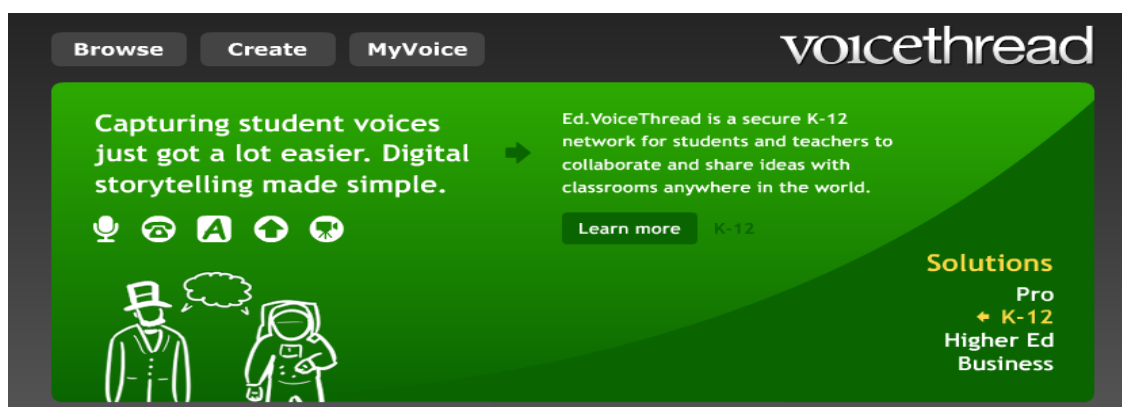 Browse Create MyVoice
voicethread
Capturing student voices
just got a lot easier. Digital
storytelling made simple.
A
Ed.VoiceThread is a secure K-12
network for students and teachers to
collaborate and share ideas with
classrooms anywhere in the world.
Learn more K-12
Solutions
Pro
K-12
Higher Ed
Business